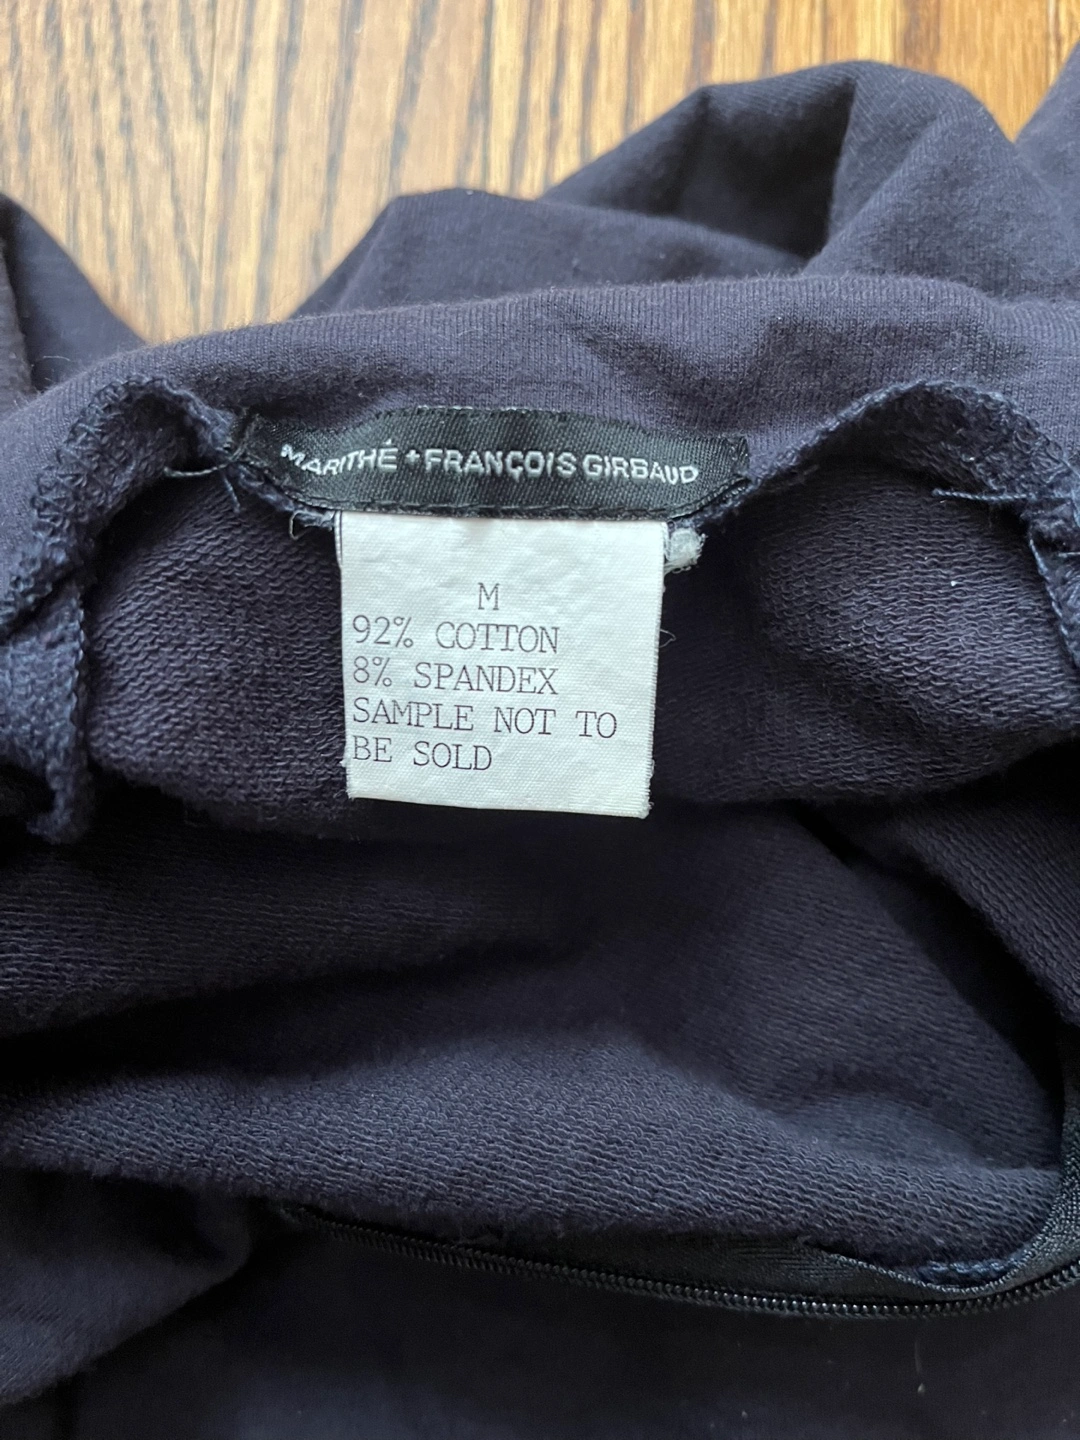 MARITHÉ + FRANÇOIS GIRBAUD
M
92% COTTON
8% SPANDEX
SAMPLE NOT TO
BE SOLD